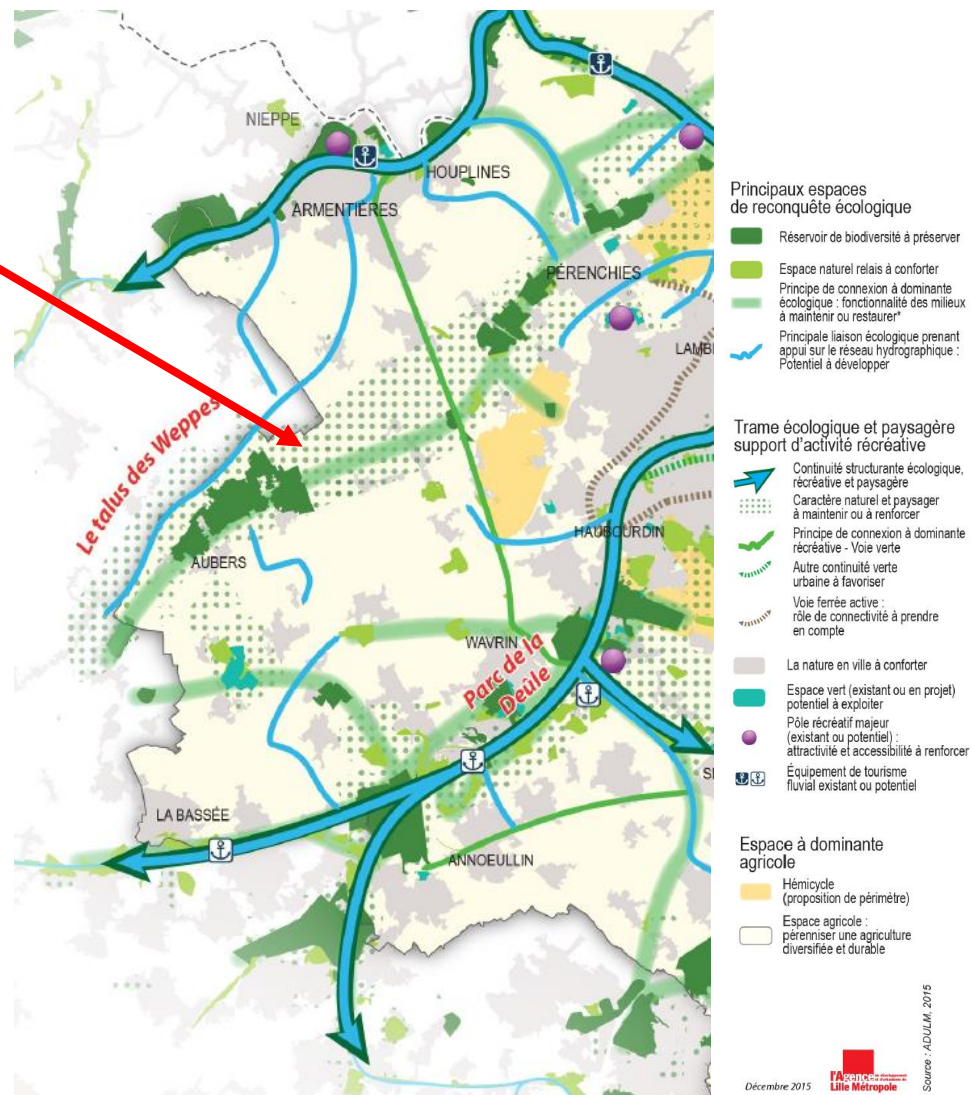 NIEPPE
HOUPLINES
ARMENTIÈRES
PÉRENCHIES
LAMB
Le talus des Weppes
HAUBOURDIN
AUBERS
WAVRIN
Parc de la
Deûle
LA BASSÉE
ANNOEULLIN
Principaux espaces
de reconquête écologique
Réservoir de biodiversité à préserver
Espace naturel relais à conforter
Principe de connexion à dominante
écologique : fonctionnalité des milieux
à maintenir ou restaurer*
Principale liaison écologique prenant
appui sur le réseau hydrographique :
Potentiel à développer
Trame écologique et paysagère
support d'activité récréative
Continuité structurante écologique,
récréative et paysagère
Caractère naturel et paysager
à maintenir ou à renforcer
Principe de connexion à dominante
récréative - Voie verte
Autre continuité verte
urbaine à favoriser
Voie ferrée active :
rôle de connectivité à prendre
en compte
La nature en ville à conforter
Espace vert (existant ou en projet)
potentiel à exploiter
Pôle récréatif majeur
(existant ou potentiel) :
attractivité et accessibilité à renforcer
Équipement de tourisme
fluvial existant ou potentiel
Espace à dominante
agricole
Hémicycle
(proposition de périmètre)
Espace agricole :
pérenniser une agriculture
diversifiée et durable
Décembre 2015
l'Agence de développement et d'urbanisme de
Lille Métropole
Source : ADULM, 2015